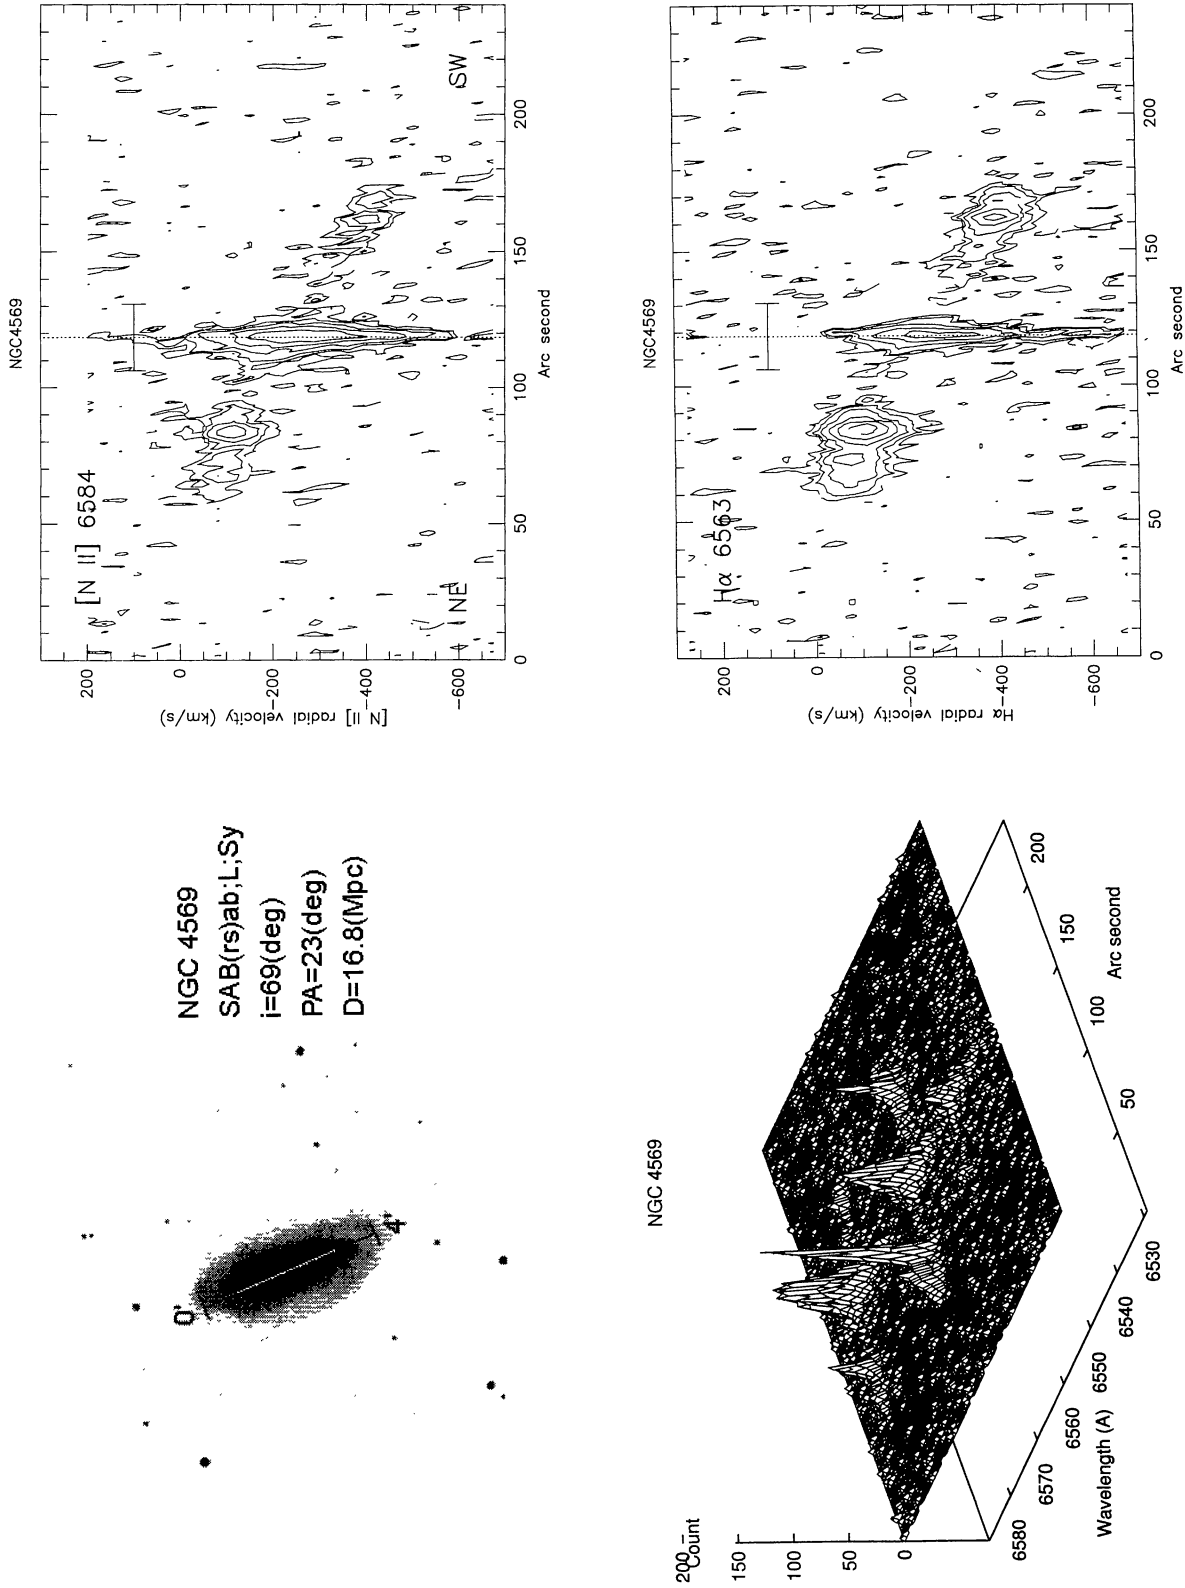 NGC 4569
SAB(rs)ab;L;Sy
i=69(deg)
PA=23(deg)
D=16.8(Mpc)
0'
4'
NGC4569
[N II] 6584
NE
SW
200
0
-200
-400
-600
[N II] radial velocity (km/s)
0
50
100
150
200
Arc second
NGC 4569
200
Count
150
100
50
0
6580
6570
6560
6550
6540
6530
Wavelength (A)
50
100
150
200
Arc second
NGC4569
Hα 6563
200
0
-200
-400
-600
Hα radial velocity (km/s)
0
50
100
150
200
Arc second